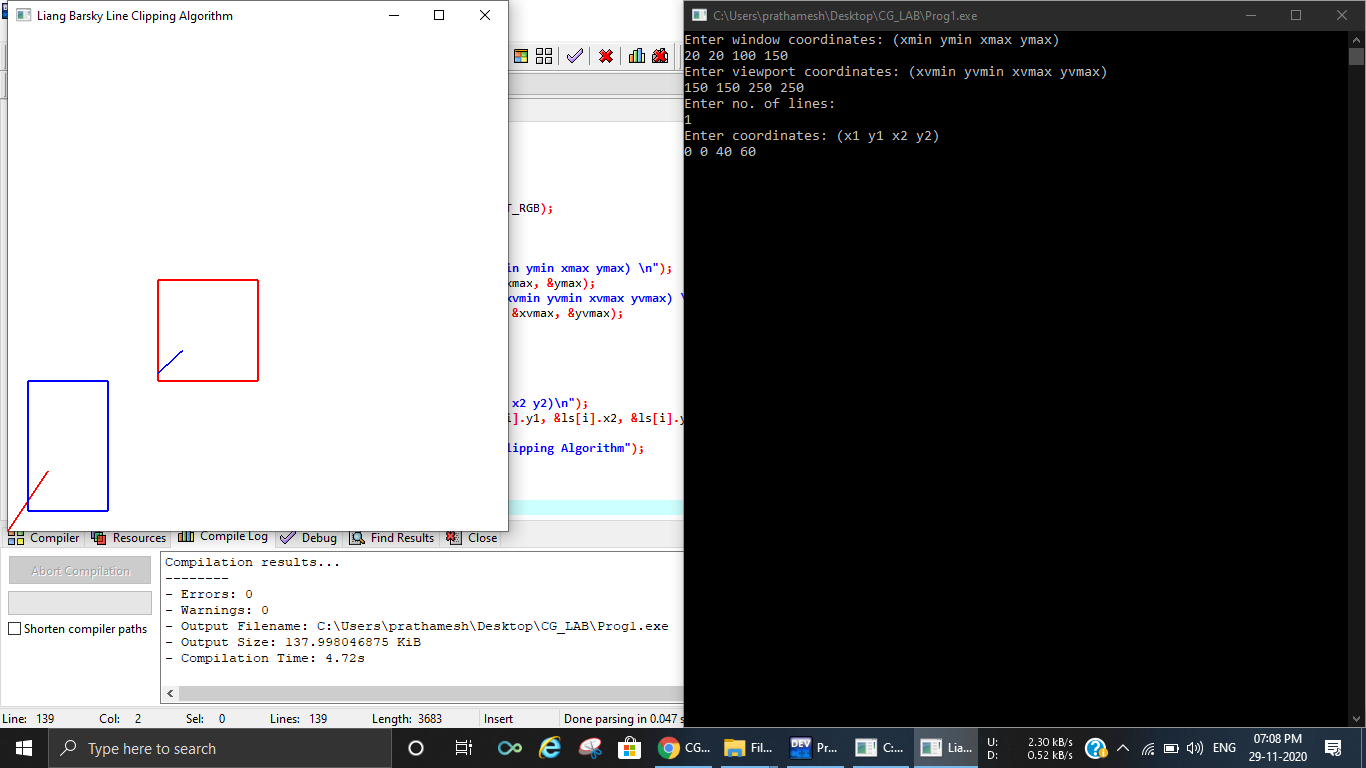 Liang Barsky Line Clipping Algorithm
T_RGB);
in ymin xmax ymax) \n");
xmax, &ymax);
xvmin yvmin xvmax yvmax) \
&xvmax, &yvmax);
x2 y2)\n");
i].y1, &ls[i].x2, &ls[i].y
lipping Algorithm");
Compiler Resources Compile Log Debug Find Results Close
Abort Compilation
Shorten compiler paths
Compilation results...
--------
- Errors: 0
- Warnings: 0
- Output Filename: C:\Users\prathamesh\Desktop\CG_LAB\Prog1.exe
- Output Size: 137.998046875 KiB
- Compilation Time: 4.72s
Line: 139 Col: 2 Sel: 0 Lines: 139 Length: 3683 Insert Done parsing in 0.047 s
C:\Users\prathamesh\Desktop\CG_LAB\Prog1.exe
Enter window coordinates: (xmin ymin xmax ymax)
20 20 100 150
Enter viewport coordinates: (xvmin yvmin xvmax yvmax)
150 150 250 250
Enter no. of lines:
1
Enter coordinates: (x1 y1 x2 y2)
0 0 40 60
Type here to search
CG... Fil... DEV Pr... C:... Lia...
U: 2.30 kB/s
D: 0.52 kB/s
ENG
07:08 PM
29-11-2020